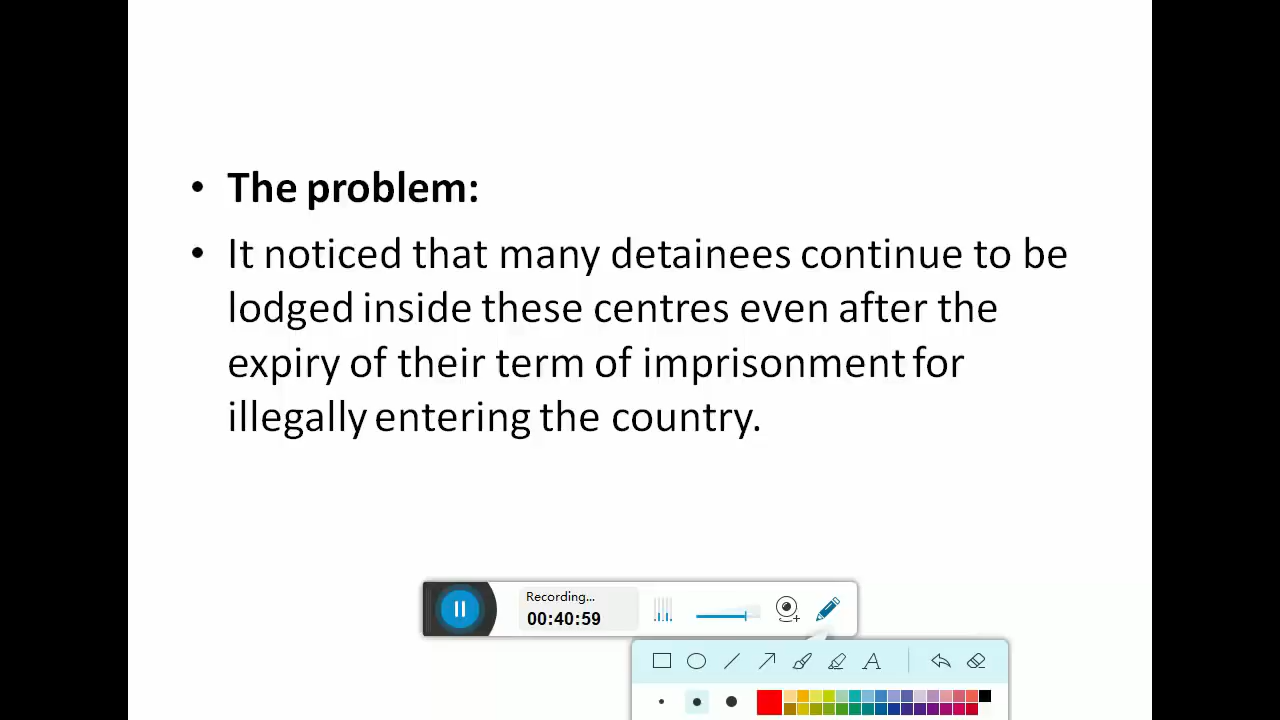 • The problem:
• It noticed that many detainees continue to be
lodged inside these centres even after the
expiry of their term of imprisonment for
illegally entering the country.
Recording...
00:40:59
A